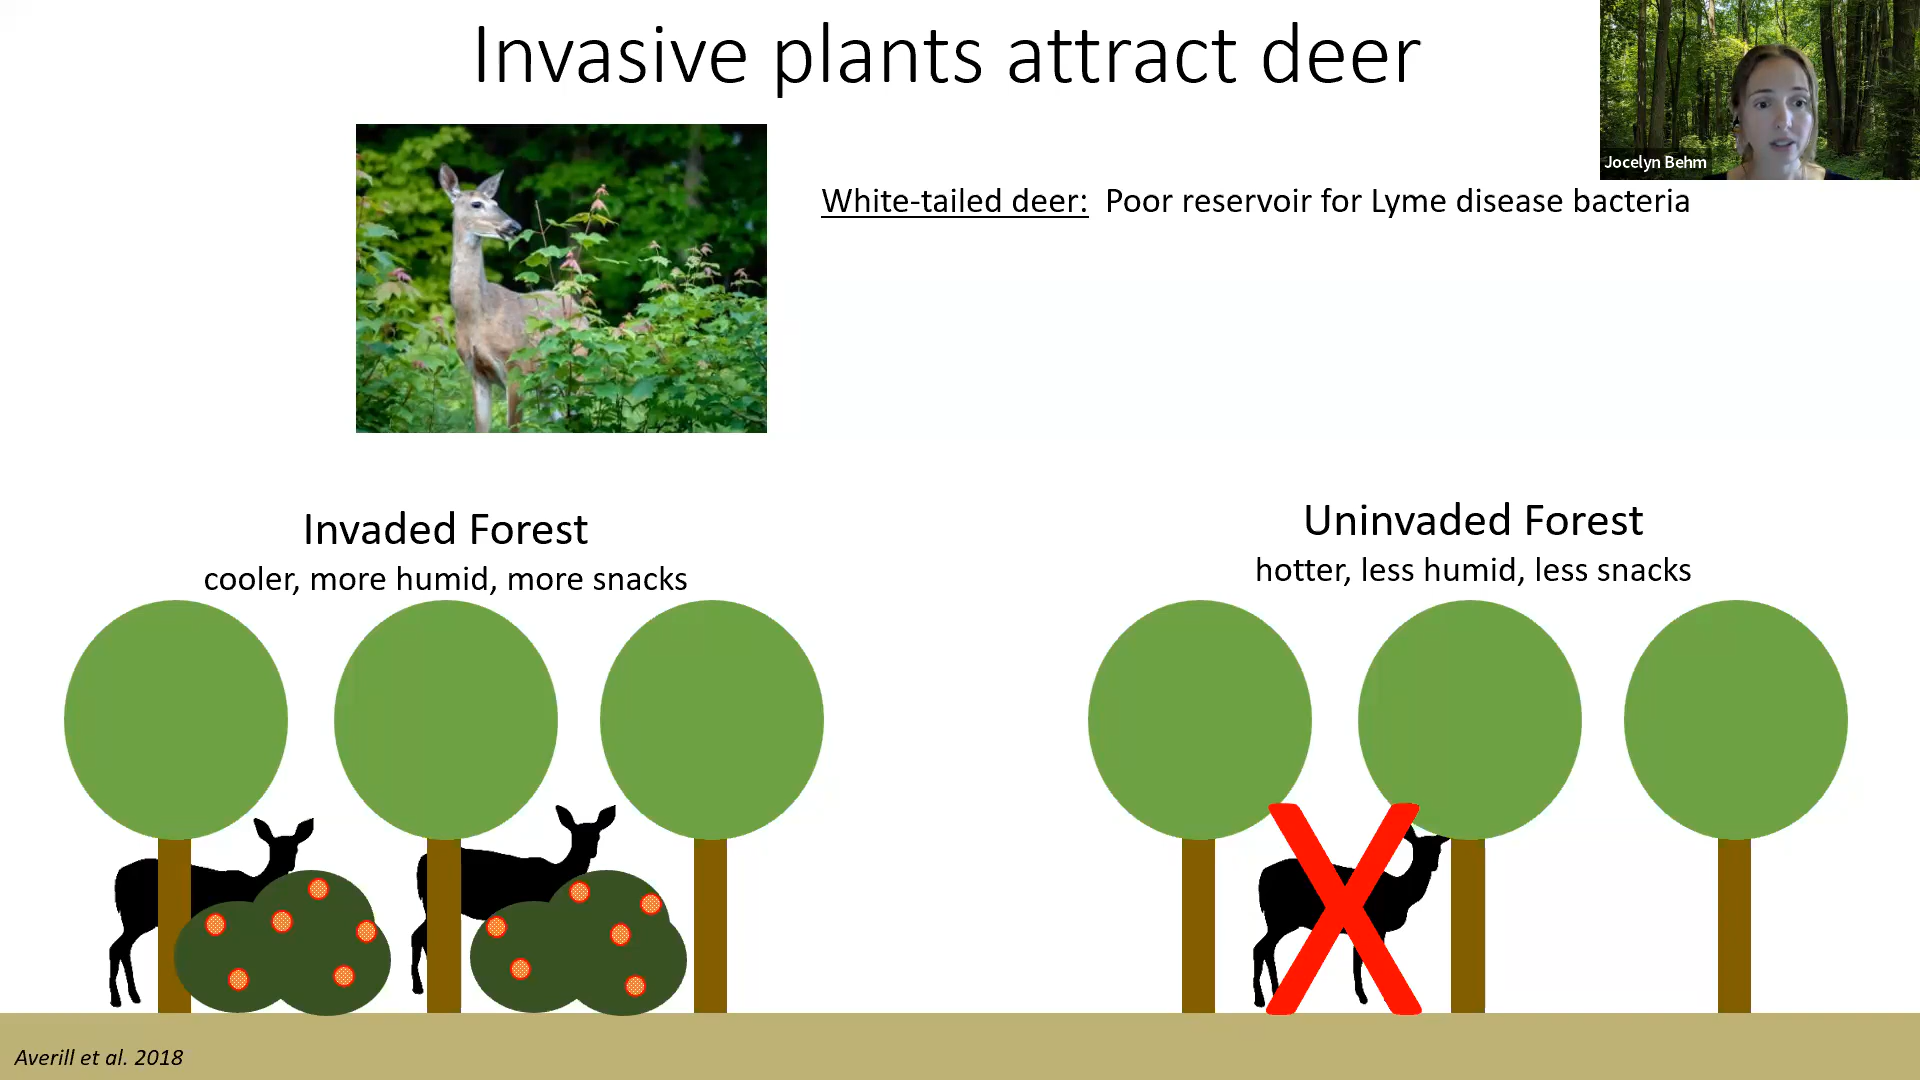 Invasive plants attract deer
Jocelyn Behm
White-tailed deer: Poor reservoir for Lyme disease bacteria
Invaded Forest
cooler, more humid, more snacks
Uninvaded Forest
hotter, less humid, less snacks
Averill et al. 2018